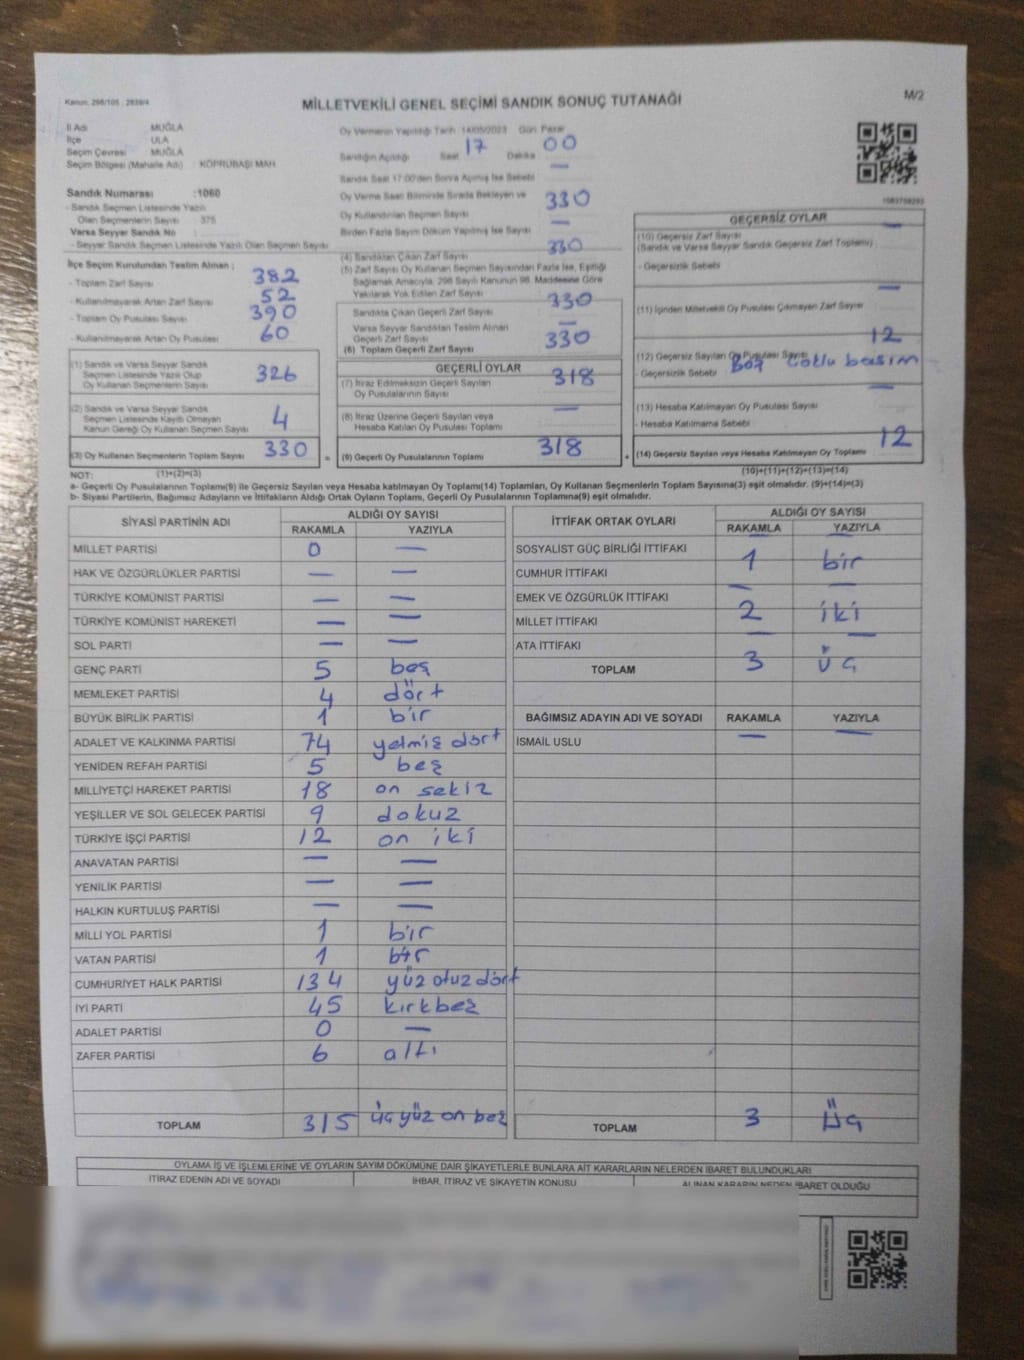 Kanun: 298/105 , 2839/4
MİLLETVEKİLİ GENEL SEÇİMİ SANDIK SONUÇ TUTANAĞI
M/2
İl Adı MUĞLA
İlçe ULA
Seçim Çevresi MUĞLA
Seçim Bölgesi (Mahalle Adı) : KÖPRÜBAŞI MAH.
Sandık Numarası :1060
- Sandık Seçmen Listesinde Yazılı
Olan Seçmenlerin Sayısı 375
Varsa Seyyar Sandık No
- Seyyar Sandık Seçmen Listesinde Yazılı Olan Seçmen Sayısı
İlçe Seçim Kurulundan Teslim Alınan :
- Toplam Zarf Sayısı 382
- Kullanılmayarak Artan Zarf Sayısı 52
- Toplam Oy Pusulası Sayısı 390
- Kullanılmayarak Artan Oy Pusulası 60
(1) Sandık ve Varsa Seyyar Sandık
Seçmen Listesinde Yazılı Olup
Oy Kullanan Seçmenlerin Sayısı 326
(2) Sandık ve Varsa Seyyar Sandık
Seçmen Listesinde Kayıtlı Olmayan
Kanun Gereği Oy Kullanan Seçmen Sayısı 4
(3) Oy Kullanan Seçmenlerin Toplam Sayısı 330
Oy Vermenin Yapıldığı Tarih :14/05/2023 Gün: Pazar
Sandığın Açıldığı Saat 17 Dakika 00
Sandık Saat 17:00'den Sonra Açılmış İse Sebebi —
Oy Verme Saati Bitiminde Sırada Bekleyen ve
Oy Kullandırılan Seçmen Sayısı 330
Birden Fazla Sayım Döküm Yapılmış İse Sayısı —
(4) Sandıktan Çıkan Zarf Sayısı 330
(5) Zarf Sayısı Oy Kullanan Seçmen Sayısından Fazla İse, Eşitliği
Sağlamak Amacıyla, 298 Sayılı Kanunun 98. Maddesine Göre
Yakılarak Yok Edilen Zarf Sayısı
Sandıkta Çıkan Geçerli Zarf Sayısı 330
Varsa Seyyar Sandıktan Teslim Alınan
Geçerli Zarf Sayısı —
(6) Toplam Geçerli Zarf Sayısı 330
GEÇERLİ OYLAR
(7) İtiraz Edilmeksizin Geçerli Sayılan
Oy Pusulalarının Sayısı 318
(8) İtiraz Üzerine Geçerli Sayılan veya
Hesaba Katılan Oy Pusulası Toplamı —
= (9) Geçerli Oy Pusulalarının Toplamı 318
GEÇERSİZ OYLAR
(10) Geçersiz Zarf Sayısı
(Sandık ve Varsa Seyyar Sandık Geçersiz Zarf Toplamı) —
- Geçersizlik Sebebi
(11) İçinden Milletvekili Oy Pusulası Çıkmayan Zarf Sayısı —
(12) Geçersiz Sayılan Oy Pusulası Sayısı 12
- Geçersizlik Sebebi Boş Çoklu basım
(13) Hesaba Katılmayan Oy Pusulası Sayısı —
- Hesaba Katılmama Sebebi
+ (14) Geçersiz Sayılan veya Hesaba Katılmayan Oy Toplamı 12
NOT: (1)+(2)=(3) (10)+(11)+(12)+(13)=(14)
a- Geçerli Oy Pusulalarının Toplamı(9) ile Geçersiz Sayılan veya Hesaba katılmayan Oy Toplamı(14) Toplamları, Oy Kullanan Seçmenlerin Toplam Sayısına(3) eşit olmalıdır. (9)+(14)=(3)
b- Siyasi Partilerin, Bağımsız Adayların ve İttifakların Aldığı Ortak Oyların Toplamı, Geçerli Oy Pusulalarının Toplamına(9) eşit olmalıdır.
SİYASİ PARTİNİN ADI ALDIĞI OY SAYISI
RAKAMLA YAZIYLA
MİLLET PARTİSİ 0 —
HAK VE ÖZGÜRLÜKLER PARTİSİ — —
TÜRKİYE KOMÜNİST PARTİSİ — —
TÜRKİYE KOMÜNİST HAREKETİ — —
SOL PARTİ — —
GENÇ PARTİ 5 beş
MEMLEKET PARTİSİ 4 dört
BÜYÜK BİRLİK PARTİSİ 1 bir
ADALET VE KALKINMA PARTİSİ 74 yetmiş dört
YENİDEN REFAH PARTİSİ 5 beş
MİLLİYETÇİ HAREKET PARTİSİ 18 on sekiz
YEŞİLLER VE SOL GELECEK PARTİSİ 9 dokuz
TÜRKİYE İŞÇİ PARTİSİ 12 on iki
ANAVATAN PARTİSİ — —
YENİLİK PARTİSİ — —
HALKIN KURTULUŞ PARTİSİ — —
MİLLİ YOL PARTİSİ 1 bir
VATAN PARTİSİ 1 bir
CUMHURİYET HALK PARTİSİ 134 yüz otuz dört
İYİ PARTİ 45 kırkbeş
ADALET PARTİSİ 0 —
ZAFER PARTİSİ 6 altı
TOPLAM 315 üç yüz on beş
İTTİFAK ORTAK OYLARI ALDIĞI OY SAYISI
RAKAMLA YAZIYLA
SOSYALİST GÜÇ BİRLİĞİ İTTİFAKI — —
CUMHUR İTTİFAKI 1 bir
EMEK VE ÖZGÜRLÜK İTTİFAKI — —
MİLLET İTTİFAKI 2 iki
ATA İTTİFAKI — —
TOPLAM 3 üç
BAĞIMSIZ ADAYIN ADI VE SOYADI RAKAMLA YAZIYLA
İSMAİL USLU — —
TOPLAM 3 üç
OYLAMA İŞ VE İŞLEMLERİNE VE OYLARIN SAYIM DÖKÜMÜNE DAİR ŞİKAYETLERLE BUNLARA AİT KARARLARIN NELERDEN İBARET BULUNDUKLARI
İTİRAZ EDENİN ADI VE SOYADI İHBAR, İTİRAZ VE ŞİKAYETİN KONUSU ALINAN KARARIN NEDEN İBARET OLDUĞU